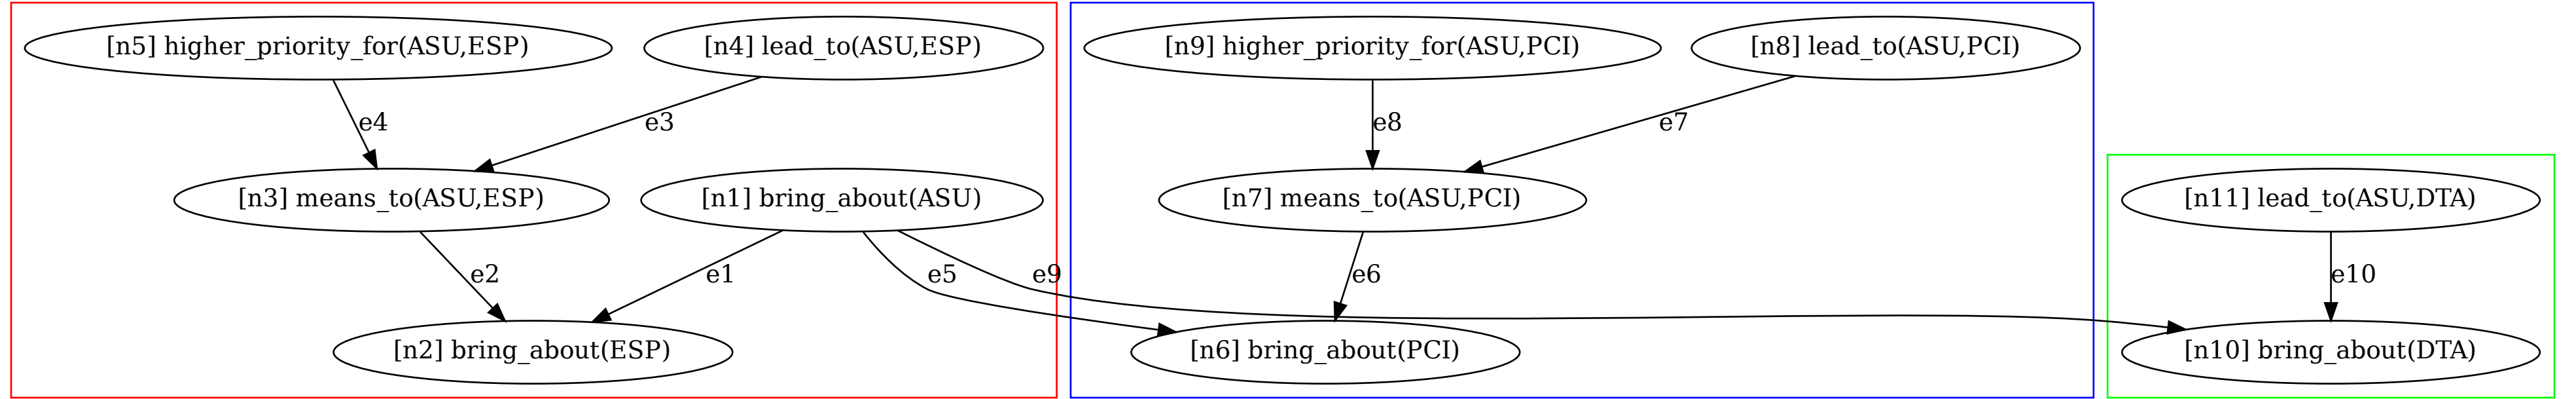 [n5] higher_priority_for(ASU,ESP)
[n4] lead_to(ASU,ESP)
[n9] higher_priority_for(ASU,PCI)
[n8] lead_to(ASU,PCI)
e4
e3
e8
e7
[n3] means_to(ASU,ESP)
[n1] bring_about(ASU)
[n7] means_to(ASU,PCI)
[n11] lead_to(ASU,DTA)
e2
e1
e5
e9
e6
e10
[n2] bring_about(ESP)
[n6] bring_about(PCI)
[n10] bring_about(DTA)